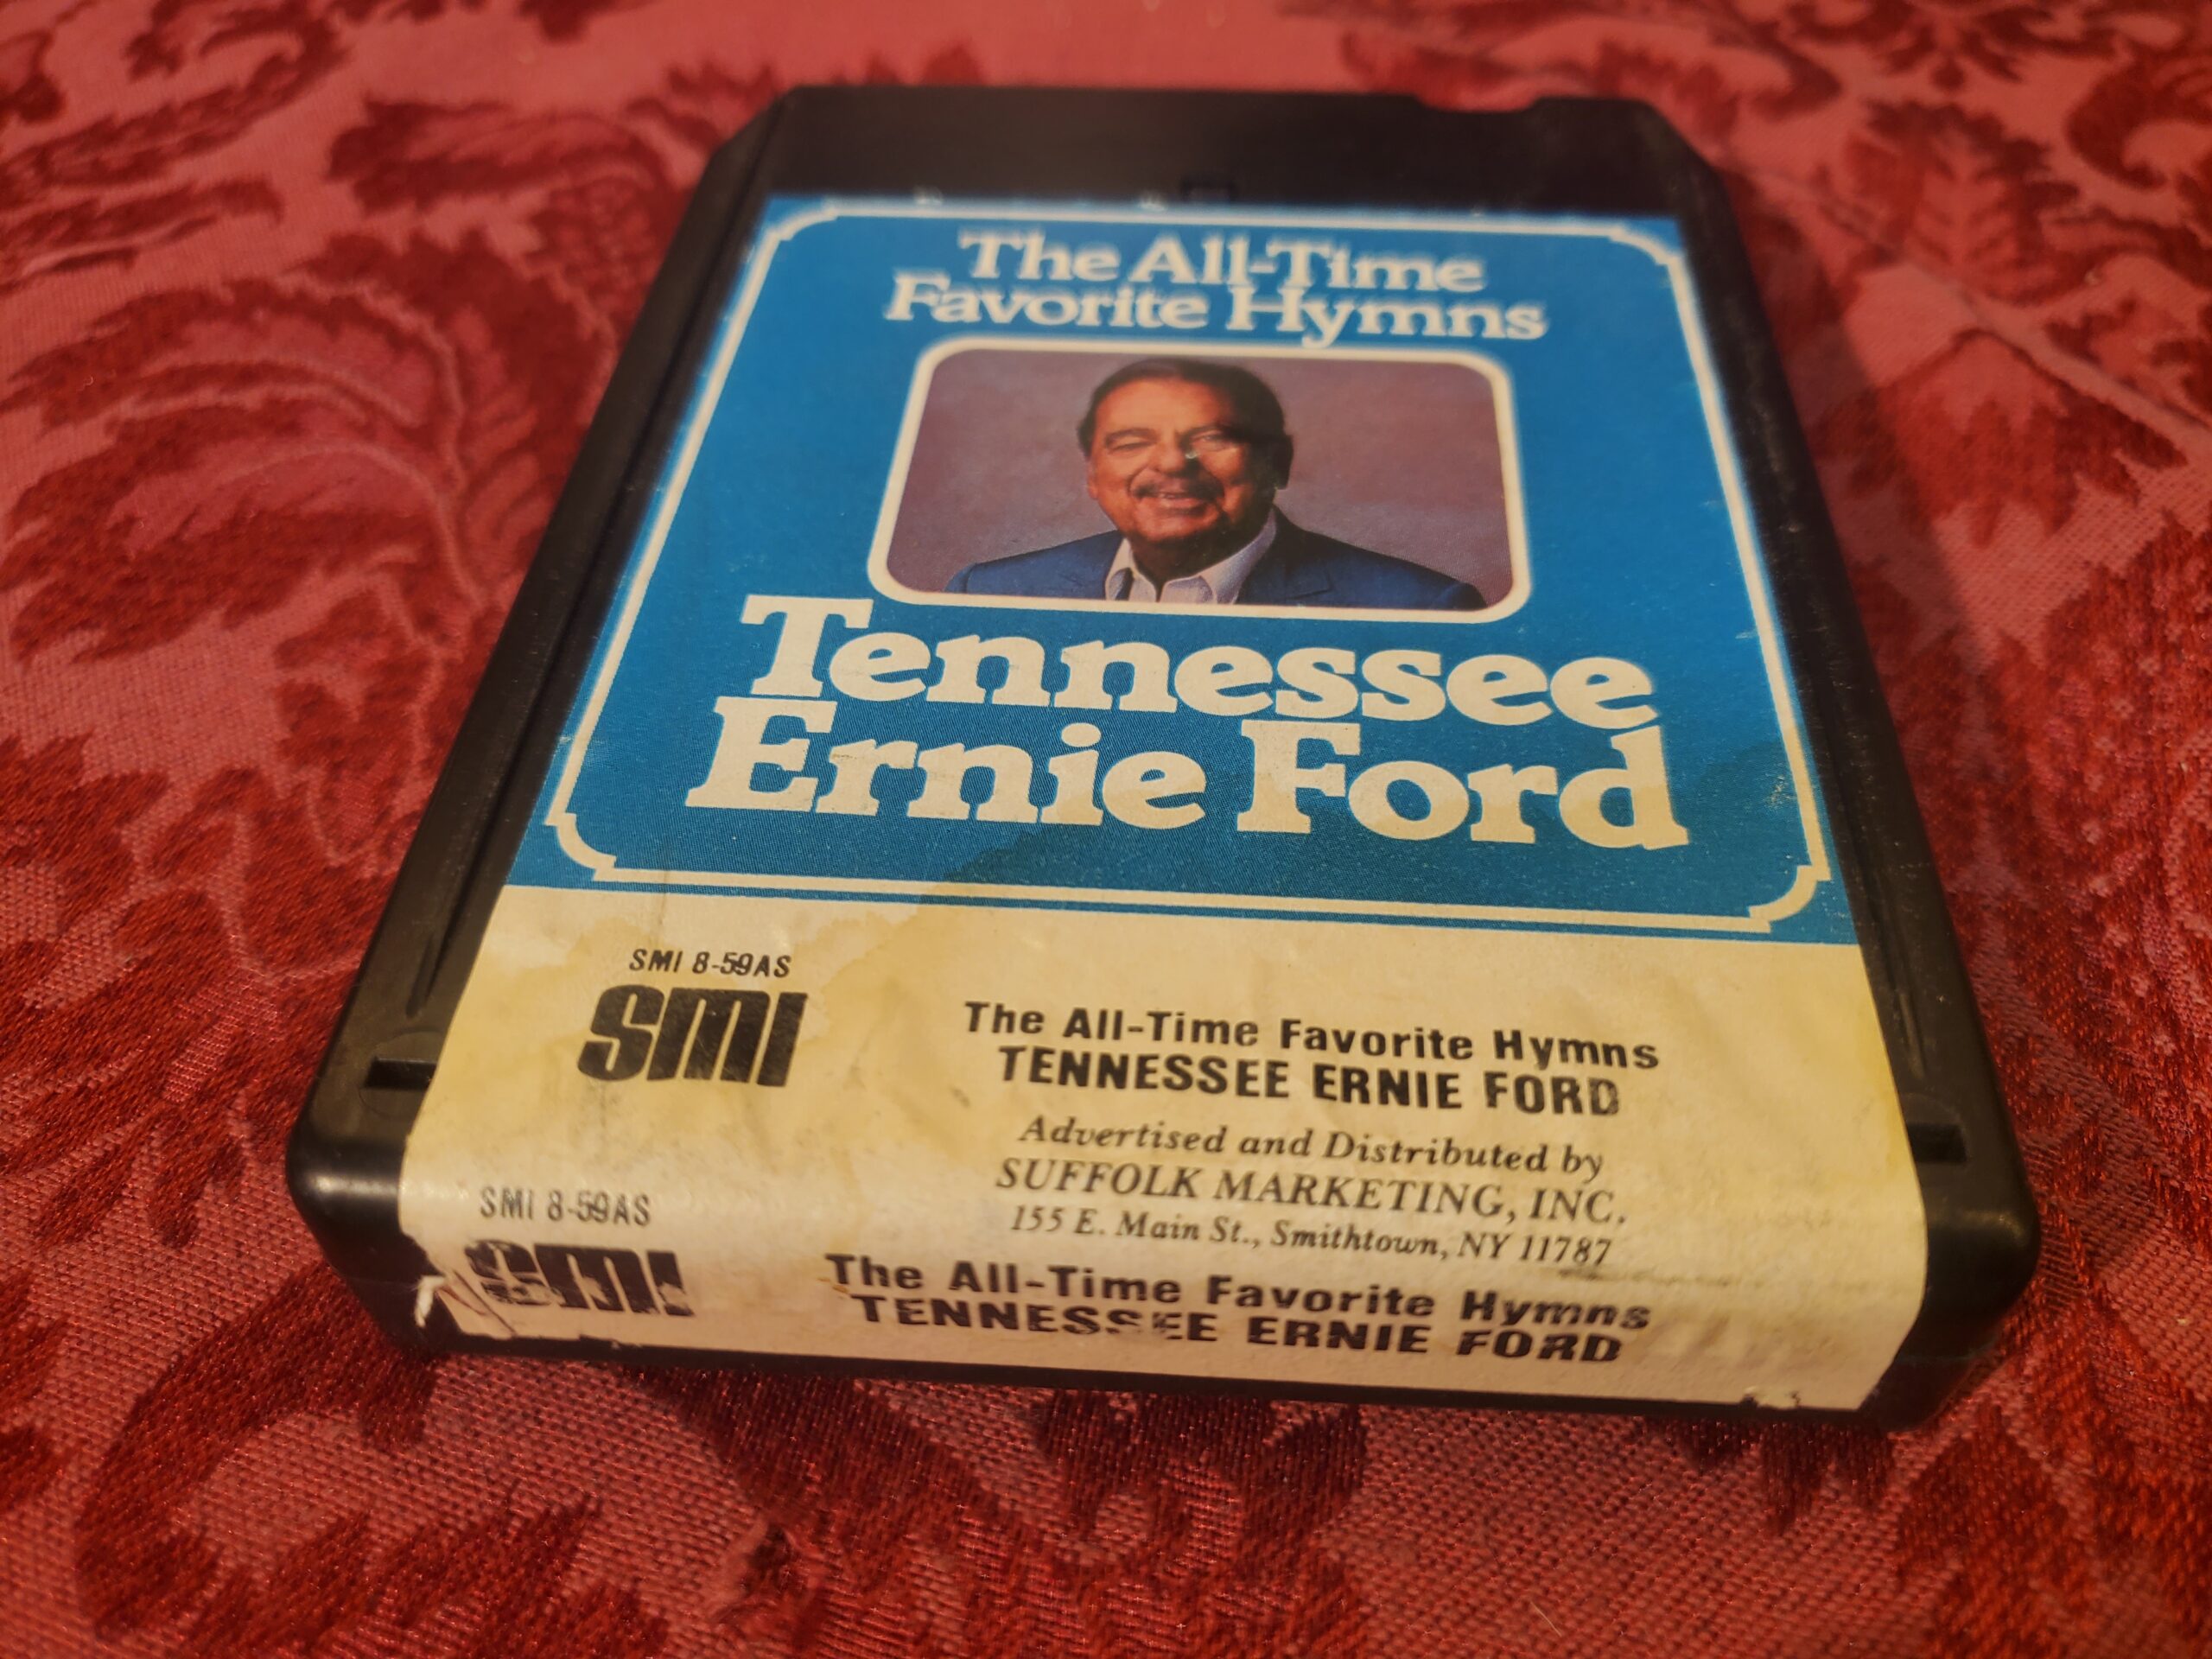 The All-Time
Favorite Hymns
Tennessee
Ernie Ford
SMI 8-59AS
SMI
The All-Time Favorite Hymns
TENNESSEE ERNIE FORD
Advertised and Distributed by
SUFFOLK MARKETING, INC.
155 E. Main St., Smithtown, NY 11787
SMI 8-59AS
SMI
The All-Time Favorite Hymns
TENNESSEE ERNIE FORD